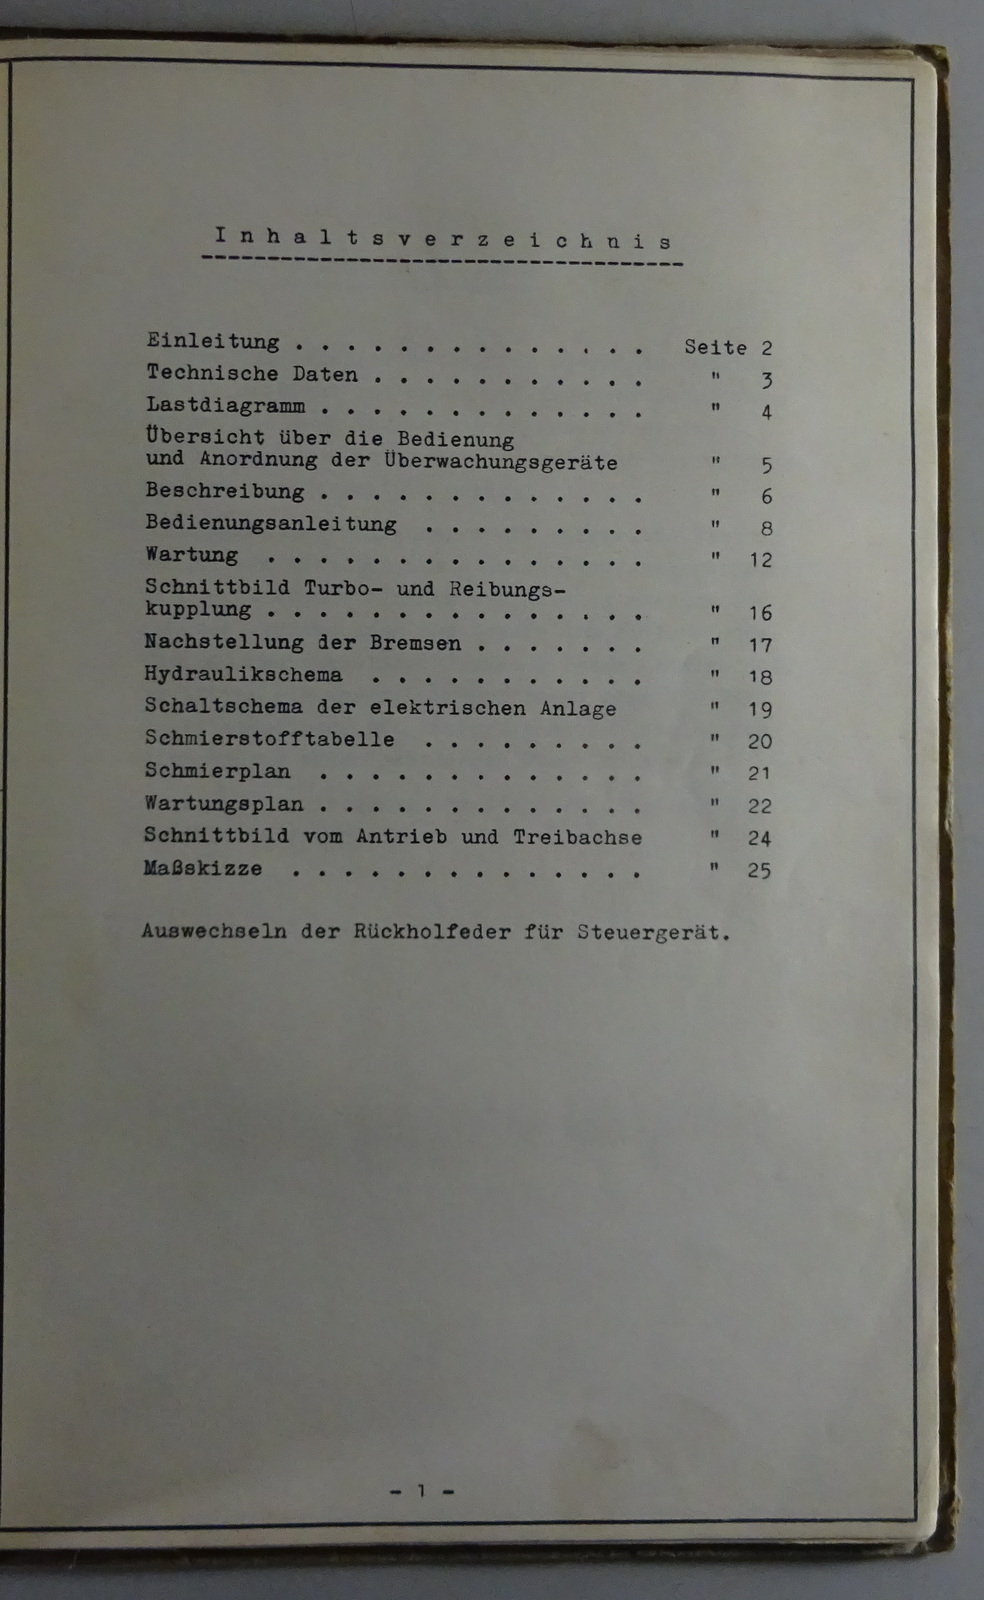 Inhaltsverzeichnis
Einleitung . . . . . . . . . . . . . . Seite 2
Technische Daten . . . . . . . . . . . " 3
Lastdiagramm . . . . . . . . . . . . . " 4
Übersicht über die Bedienung
und Anordnung der Überwachungsgeräte " 5
Beschreibung . . . . . . . . . . . . . " 6
Bedienungsanleitung . . . . . . . . . " 8
Wartung . . . . . . . . . . . . . . . " 12
Schnittbild Turbo- und Reibungs-
kupplung . . . . . . . . . . . . . . . " 16
Nachstellung der Bremsen . . . . . . . " 17
Hydraulikschema . . . . . . . . . . . " 18
Schaltschema der elektrischen Anlage " 19
Schmierstofftabelle . . . . . . . . . " 20
Schmierplan . . . . . . . . . . . . . " 21
Wartungsplan . . . . . . . . . . . . . " 22
Schnittbild vom Antrieb und Treibachse " 24
Maßskizze . . . . . . . . . . . . . . " 25
Auswechseln der Rückholfeder für Steuergerät.
- 1 -